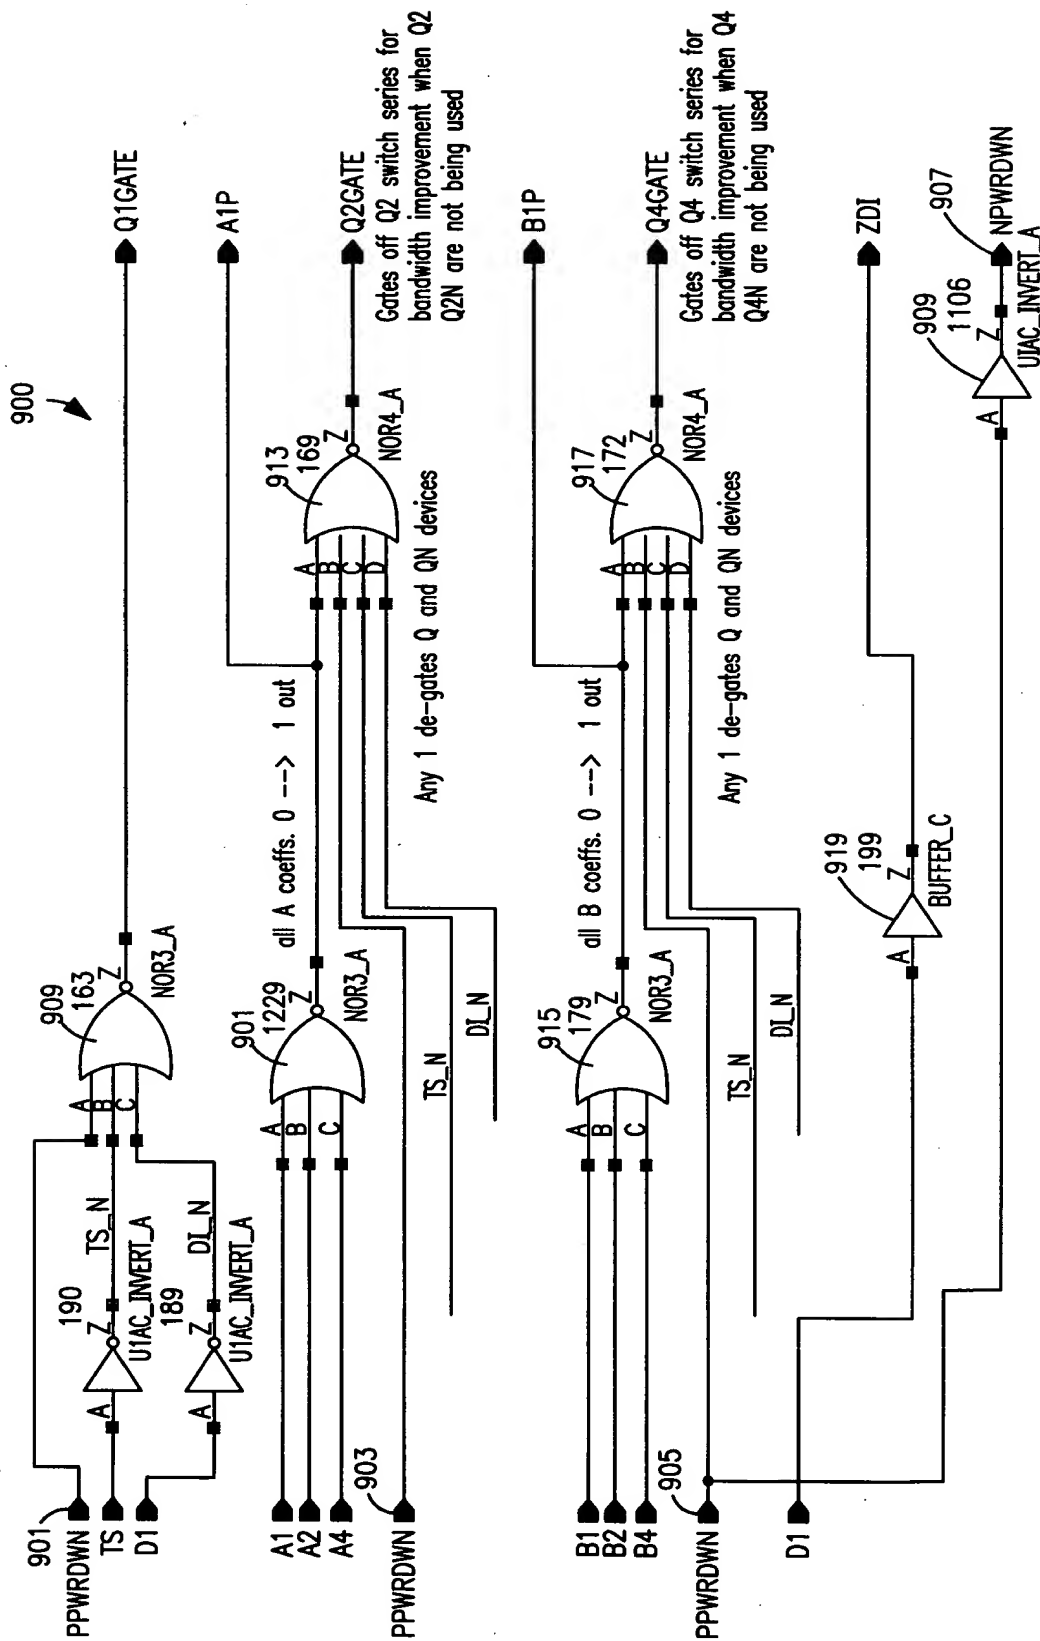 900
901
PPWRDWN
TS
D1
A
190
Z
U1AC_INVERT_A
TS_N
A
189
Z
U1AC_INVERT_A
DI_N
A
B
C
909
163
Z
NOR3_A
Q1GATE
A1
A2
A4
A
B
C
901
1229
Z
NOR3_A
all A coeffs. 0 --> 1 out
A1P
PPWRDWN
903
TS_N
DI_N
A
B
C
D
913
169
Z
NOR4_A
Any 1 de-gates Q and QN devices
Q2GATE
Gates off Q2 switch series for
bandwidth improvement when Q2
Q2N are not being used
B1
B2
B4
A
B
C
915
179
Z
NOR3_A
all B coeffs. 0 --> 1 out
B1P
PPWRDWN
905
TS_N
DI_N
A
B
C
D
917
172
Z
NOR4_A
Any 1 de-gates Q and QN devices
Q4GATE
Gates off Q4 switch series for
bandwidth improvement when Q4
Q4N are not being used
D1
A
919
199
Z
BUFFER_C
ZDI
A
909
1106
Z
UIAC_INVERT_A
NPWRDWN
907